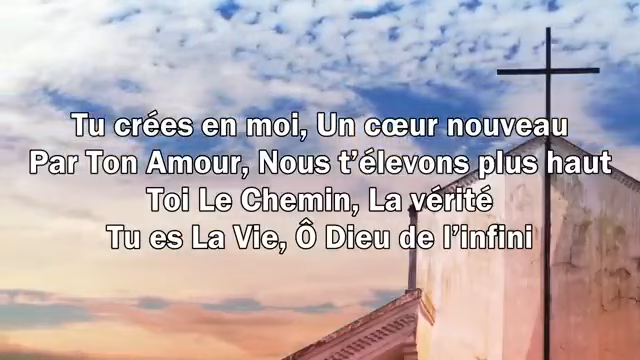 Tu crées en moi, Un cœur nouveau
Par Ton Amour, Nous t’élevons plus haut
Toi Le Chemin, La vérité
Tu es La Vie, Ô Dieu de l’infini